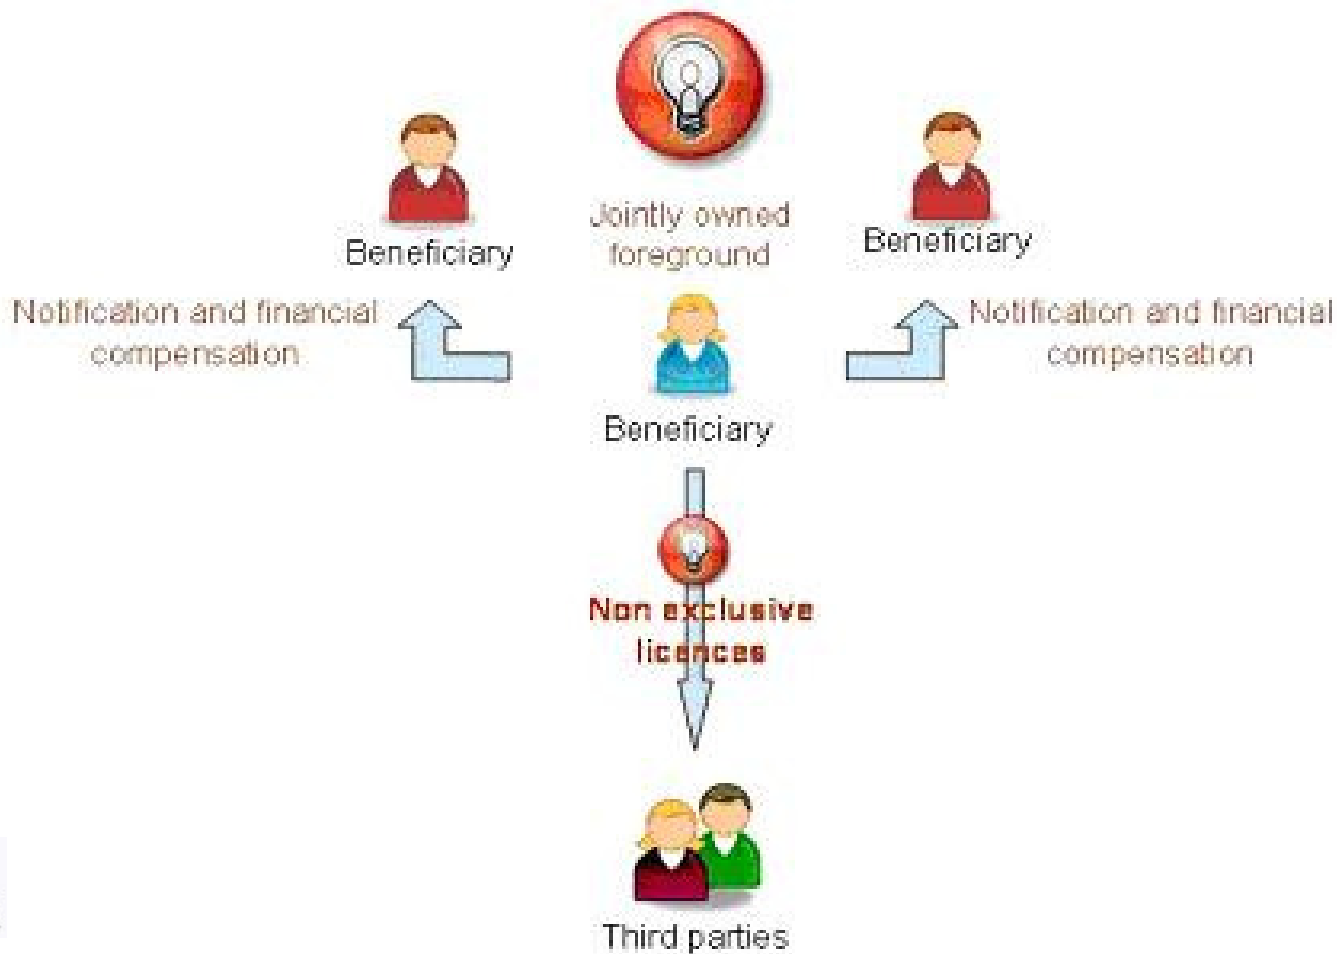 Jointly owned
foreground
Beneficiary
Beneficiary
Notification and financial
compensation
Notification and financial
compensation
Beneficiary
Non exclusive
licences
Third parties